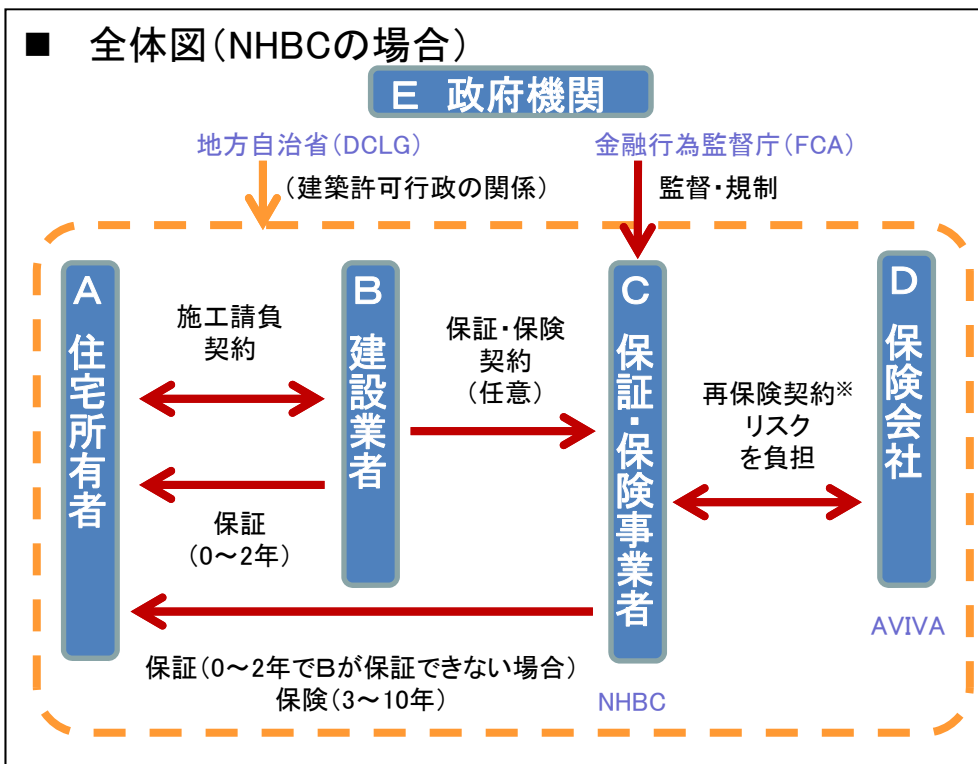 ■ 全体図(NHBCの場合)
E 政府機関
地方自治省(DCLG)
金融行為監督庁(FCA)
(建築許可行政の関係)
監督・規制
A 住宅所有者
施工請負
契約
B 建設業者
保証・保険
契約
(任意)
C 保証・保険事業者
再保険契約※
リスク
を負担
D 保険会社
保証
(0~2年)
AVIVA
保証(0~2年でBが保証できない場合)
保険(3~10年)
NHBC